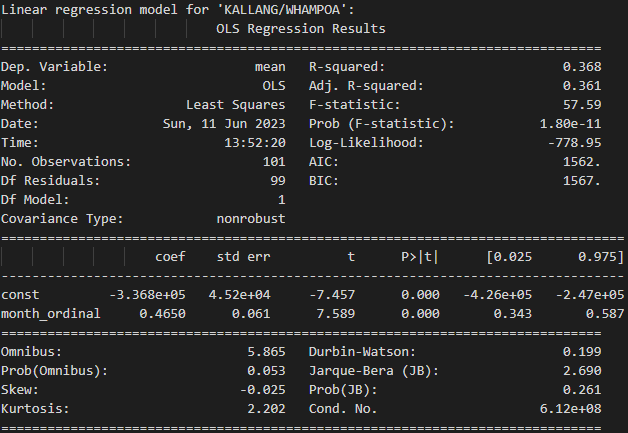 Linear regression model for 'KALLANG/WHAMPOA':
                            OLS Regression Results
==============================================================================
Dep. Variable:                   mean   R-squared:                       0.368
Model:                            OLS   Adj. R-squared:                  0.361
Method:                 Least Squares   F-statistic:                     57.59
Date:                Sun, 11 Jun 2023   Prob (F-statistic):           1.80e-11
Time:                        13:52:20   Log-Likelihood:                -778.95
No. Observations:                 101   AIC:                             1562.
Df Residuals:                      99   BIC:                             1567.
Df Model:                           1
Covariance Type:            nonrobust
=================================================================================
                    coef    std err          t      P>|t|      [0.025      0.975]
---------------------------------------------------------------------------------
const         -3.368e+05   4.52e+04     -7.457      0.000   -4.26e+05   -2.47e+05
month_ordinal     0.4650      0.061      7.589      0.000       0.343       0.587
==============================================================================
Omnibus:                        5.865   Durbin-Watson:                   0.199
Prob(Omnibus):                  0.053   Jarque-Bera (JB):                2.690
Skew:                          -0.025   Prob(JB):                        0.261
Kurtosis:                       2.202   Cond. No.                     6.12e+08
==============================================================================